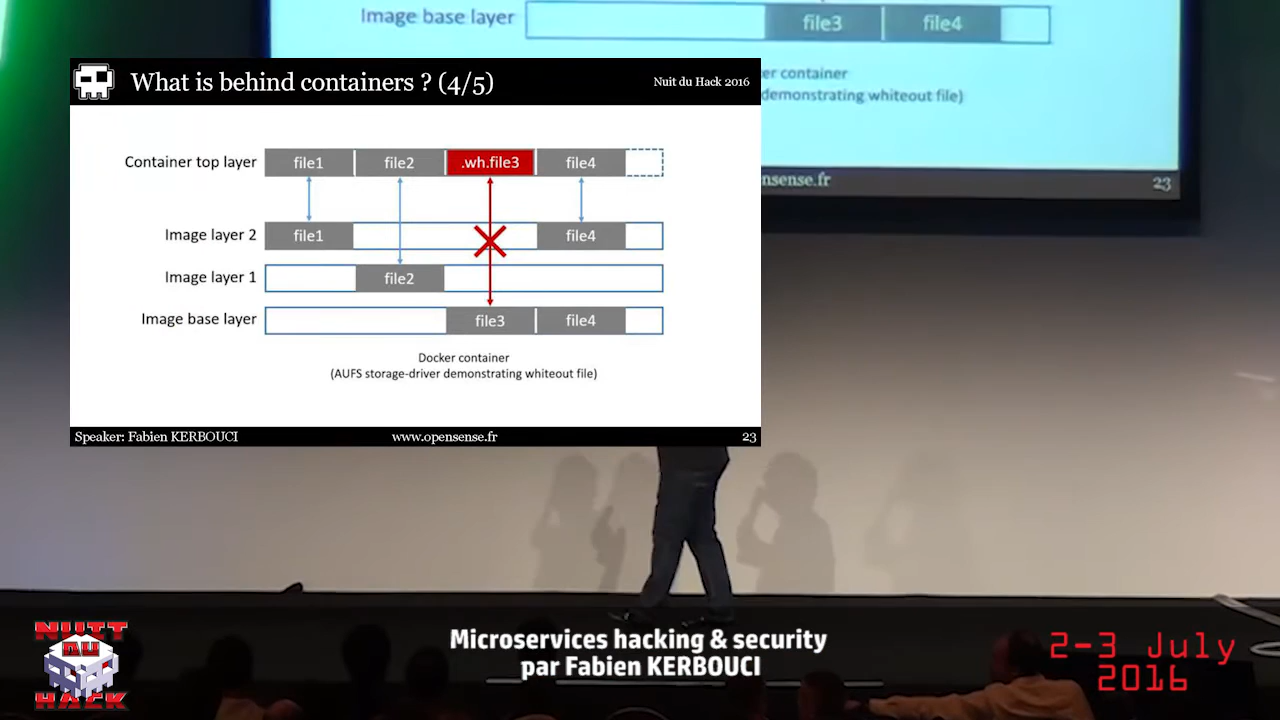 Image base layer
file3
file4
er container
demonstrating whiteout file)
nsense.fr
23
What is behind containers ? (4/5)
Nuit du Hack 2016
Container top layer
file1
file2
.wh.file3
file4
Image layer 2
file1
file4
Image layer 1
file2
Image base layer
file3
file4
Docker container
(AUFS storage-driver demonstrating whiteout file)
Speaker: Fabien KERBOUCI
www.opensense.fr
23
NUIT
DU
HACK
Microservices hacking & security
par Fabien KERBOUCI
2-3 July
2016